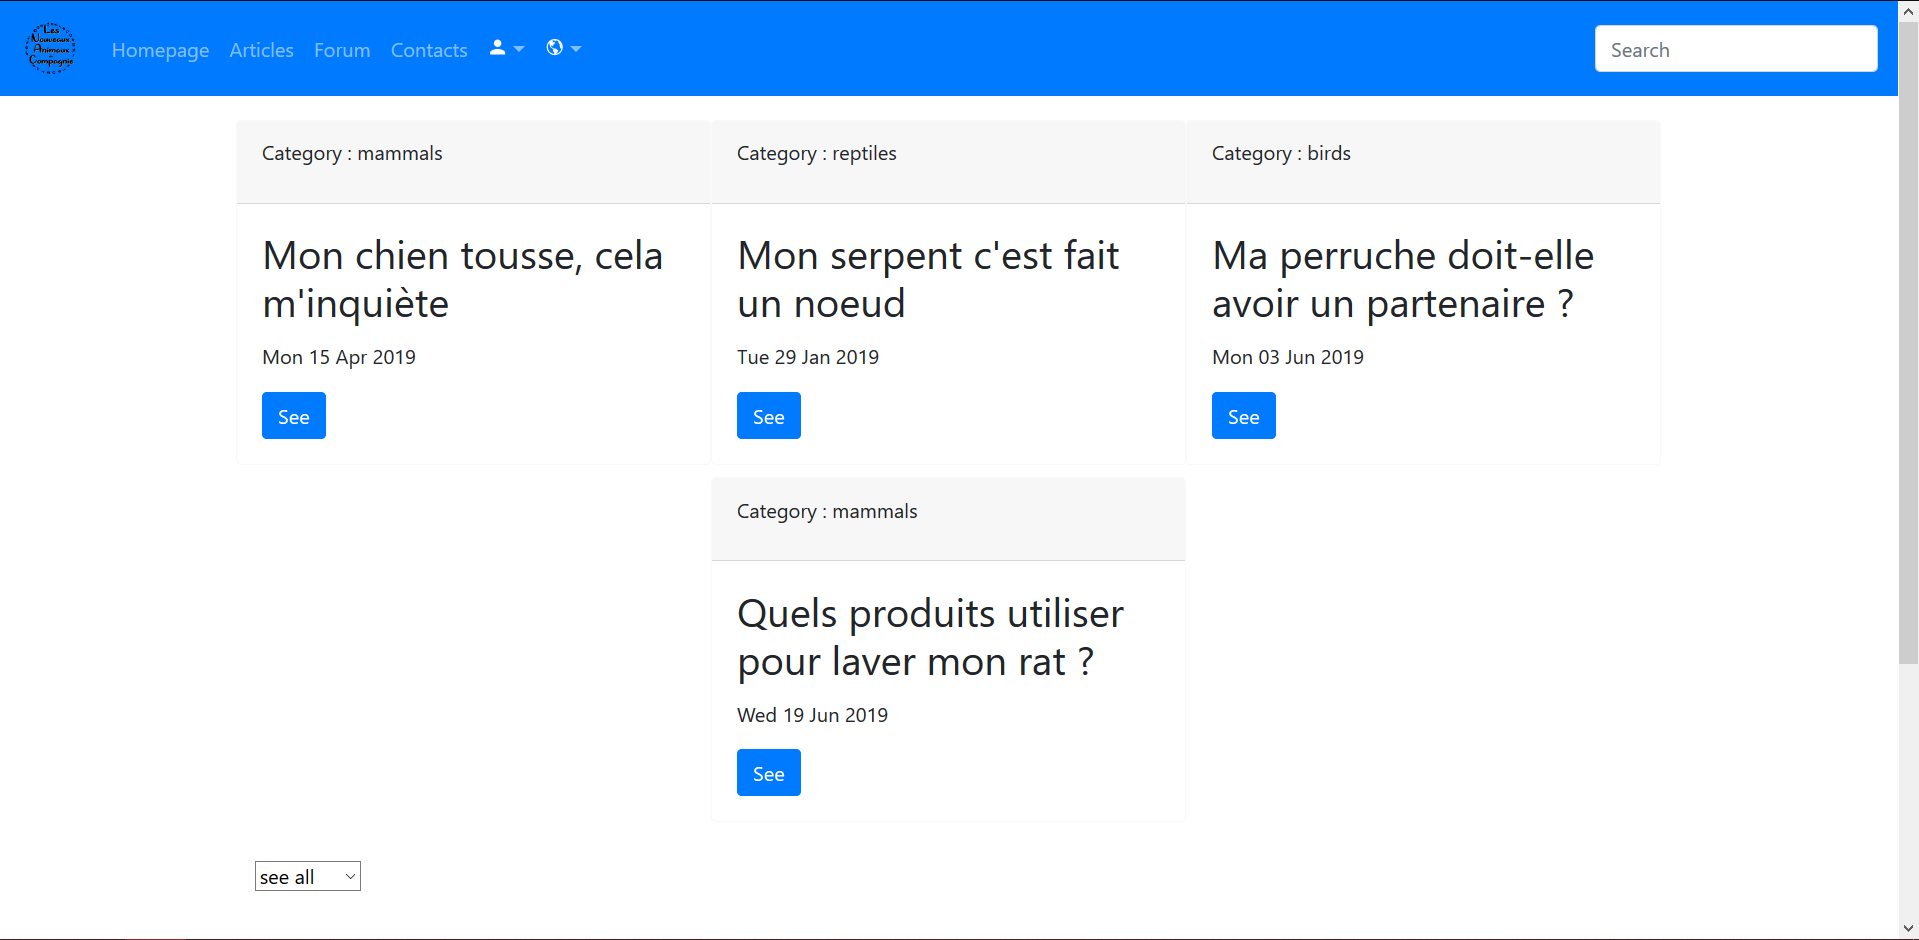 Les
Nouveaux
Animaux
de
Compagnie
Homepage Articles Forum Contacts
Search
Category : mammals
Mon chien tousse, cela
m'inquiète
Mon 15 Apr 2019
See
Category : reptiles
Mon serpent c'est fait
un noeud
Tue 29 Jan 2019
See
Category : birds
Ma perruche doit-elle
avoir un partenaire ?
Mon 03 Jun 2019
See
Category : mammals
Quels produits utiliser
pour laver mon rat ?
Wed 19 Jun 2019
See
see all